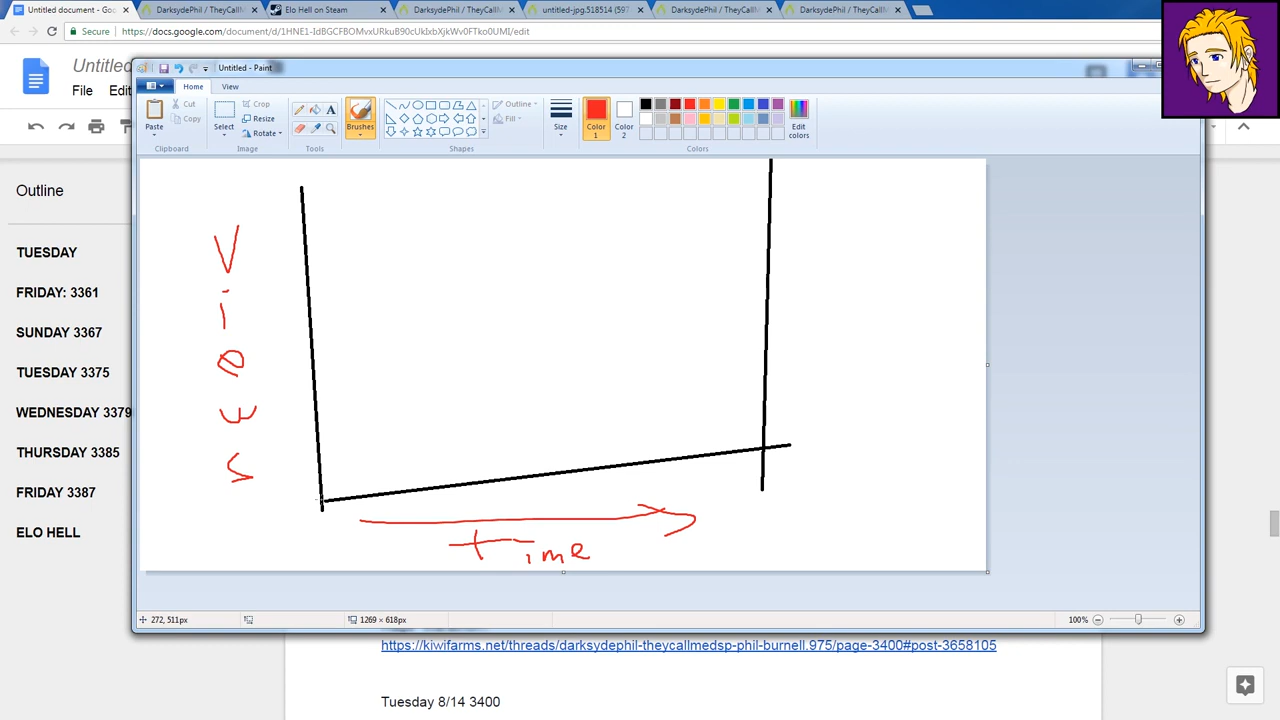 Untitled document - Goo
DarksydePhil / TheyCallM
Elo Hell on Steam
DarksydePhil / TheyCallM
untitled-jpg.518514 (597
DarksydePhil / TheyCallM
DarksydePhil / TheyCallM
Secure
https://docs.google.com/document/d/1HNE1-IdBGCFBOMvxURkuB90cUkIxbXjkWv0FTko0UMI/edit
Untitled
File Edit
Untitled - Paint
Home View
Paste
Cut
Copy
Clipboard
Select
Crop
Resize
Rotate
Image
Tools
Brushes
Outline
Fill
Shapes
Size
Color 1
Color 2
Edit colors
Colors
Outline
TUESDAY
FRIDAY: 3361
SUNDAY 3367
TUESDAY 3375
WEDNESDAY 3379
THURSDAY 3385
FRIDAY 3387
ELO HELL
Views
Time
272, 511px
1269 × 618px
100%
https://kiwifarms.net/threads/darksydephil-theycallmedsp-phil-burnell.975/page-3400#post-3658105
Tuesday 8/14 3400